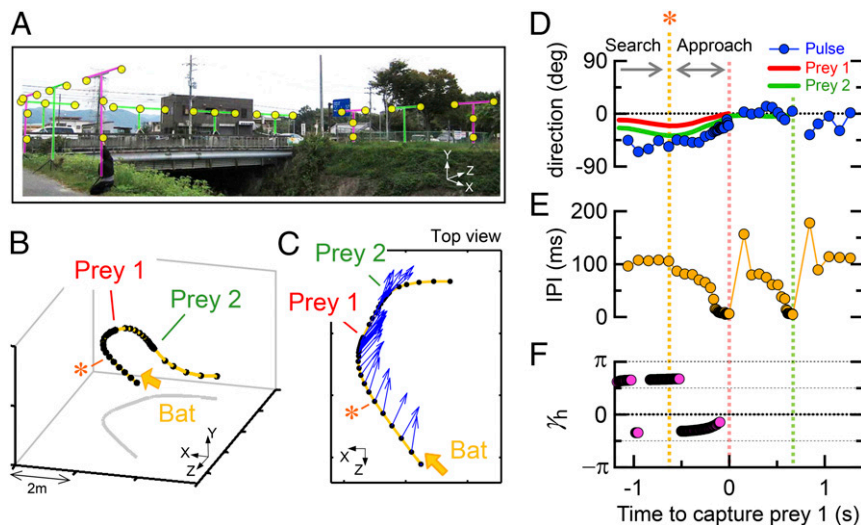 A
Y
Z
X
B
Prey 1
Prey 2
*
Bat
Y
X
Z
2m
C
Top view
Prey 2
Prey 1
*
Bat
X
Z
D
*
90
0
-90
direction (deg)
Search
Approach
Pulse
Prey 1
Prey 2
E
200
100
0
IPI (ms)
F
π
0
-π
γh
-1
0
1
Time to capture prey 1 (s)